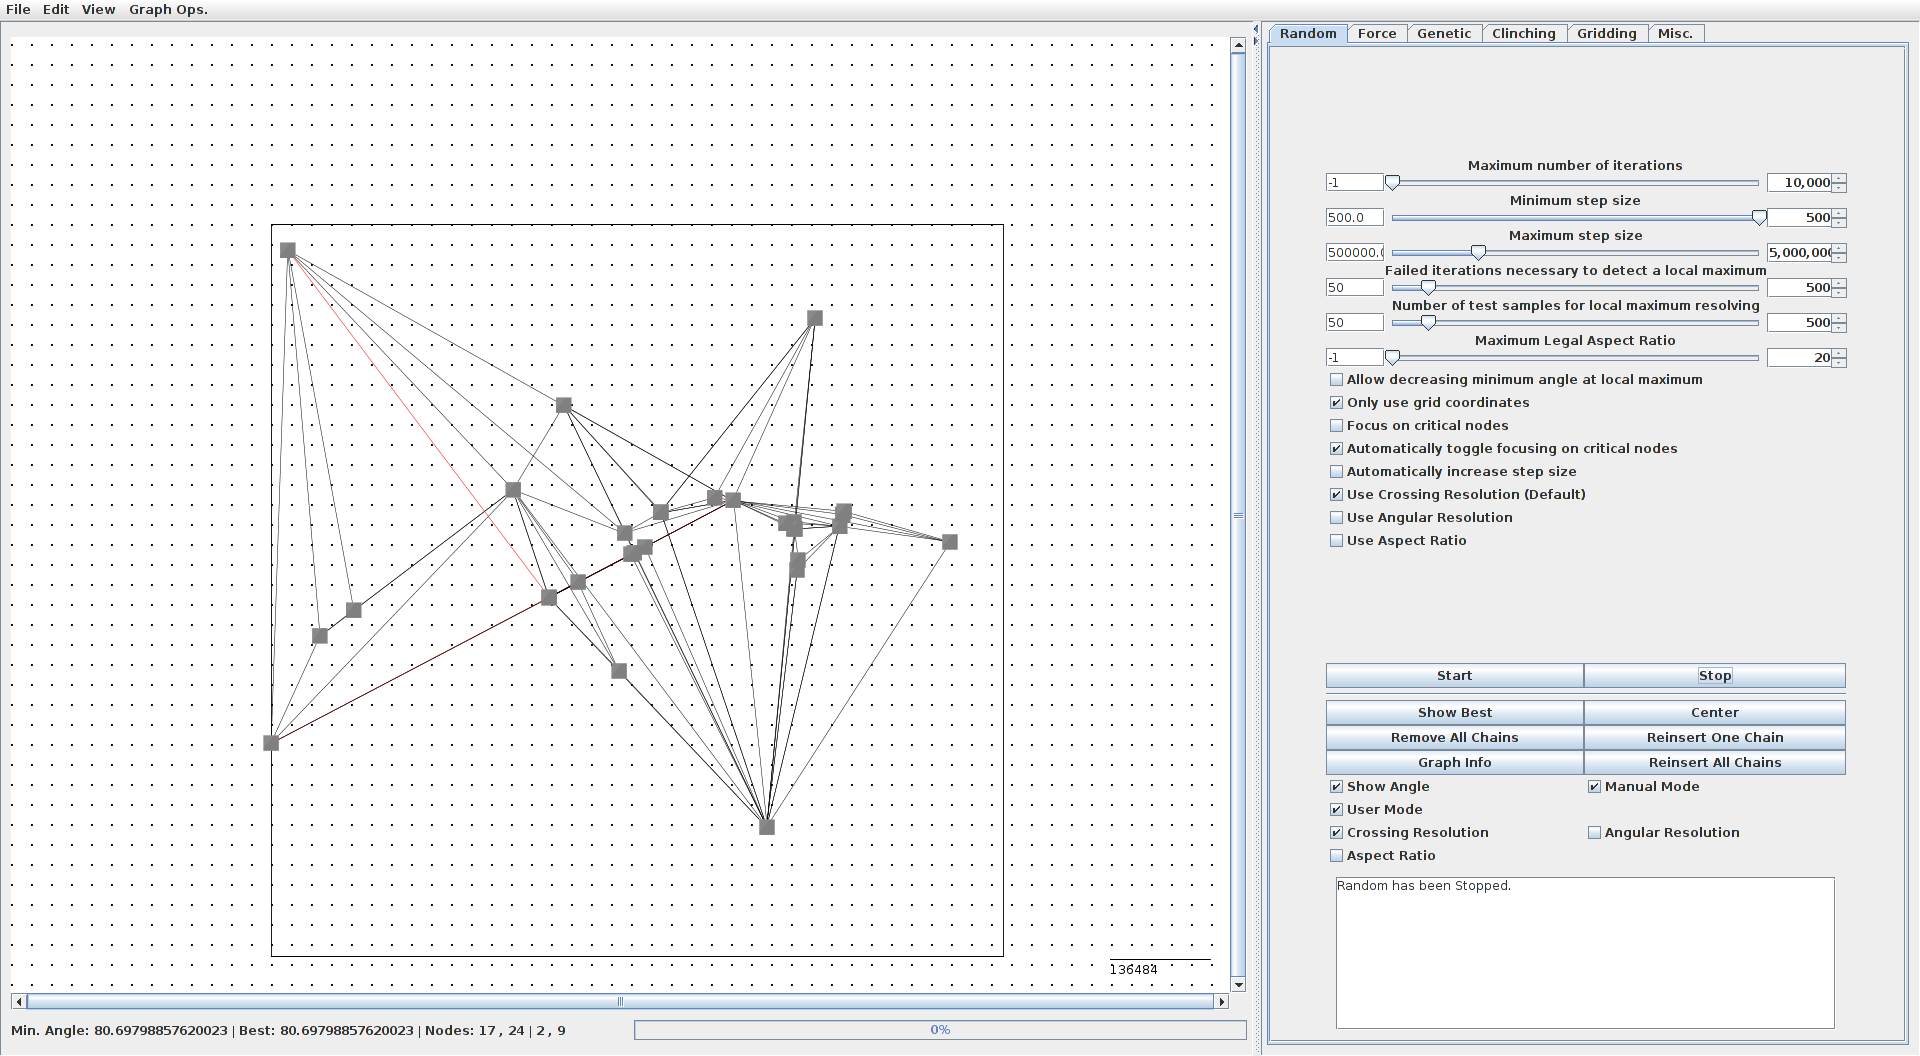 File Edit View Graph Ops.
Random Force Genetic Clinching Gridding Misc.
Maximum number of iterations
-1 10,000
Minimum step size
500.0 500
Maximum step size
500000. 5,000,00
Failed iterations necessary to detect a local maximum
50 500
Number of test samples for local maximum resolving
50 500
Maximum Legal Aspect Ratio
-1 20
Allow decreasing minimum angle at local maximum
Only use grid coordinates
Focus on critical nodes
Automatically toggle focusing on critical nodes
Automatically increase step size
Use Crossing Resolution (Default)
Use Angular Resolution
Use Aspect Ratio
Start Stop
Show Best Center
Remove All Chains Reinsert One Chain
Graph Info Reinsert All Chains
Show Angle Manual Mode
User Mode
Crossing Resolution Angular Resolution
Aspect Ratio
Random has been Stopped.
136484
Min. Angle: 80.69798857620023 | Best: 80.69798857620023 | Nodes: 17 , 24 | 2 , 9
0%